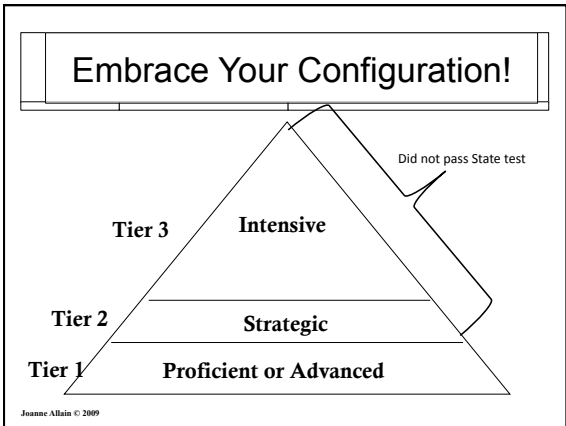 Embrace Your Configuration!
Did not pass State test
Tier 3
Intensive
Tier 2
Strategic
Tier 1
Proficient or Advanced
Joanne Allain © 2009